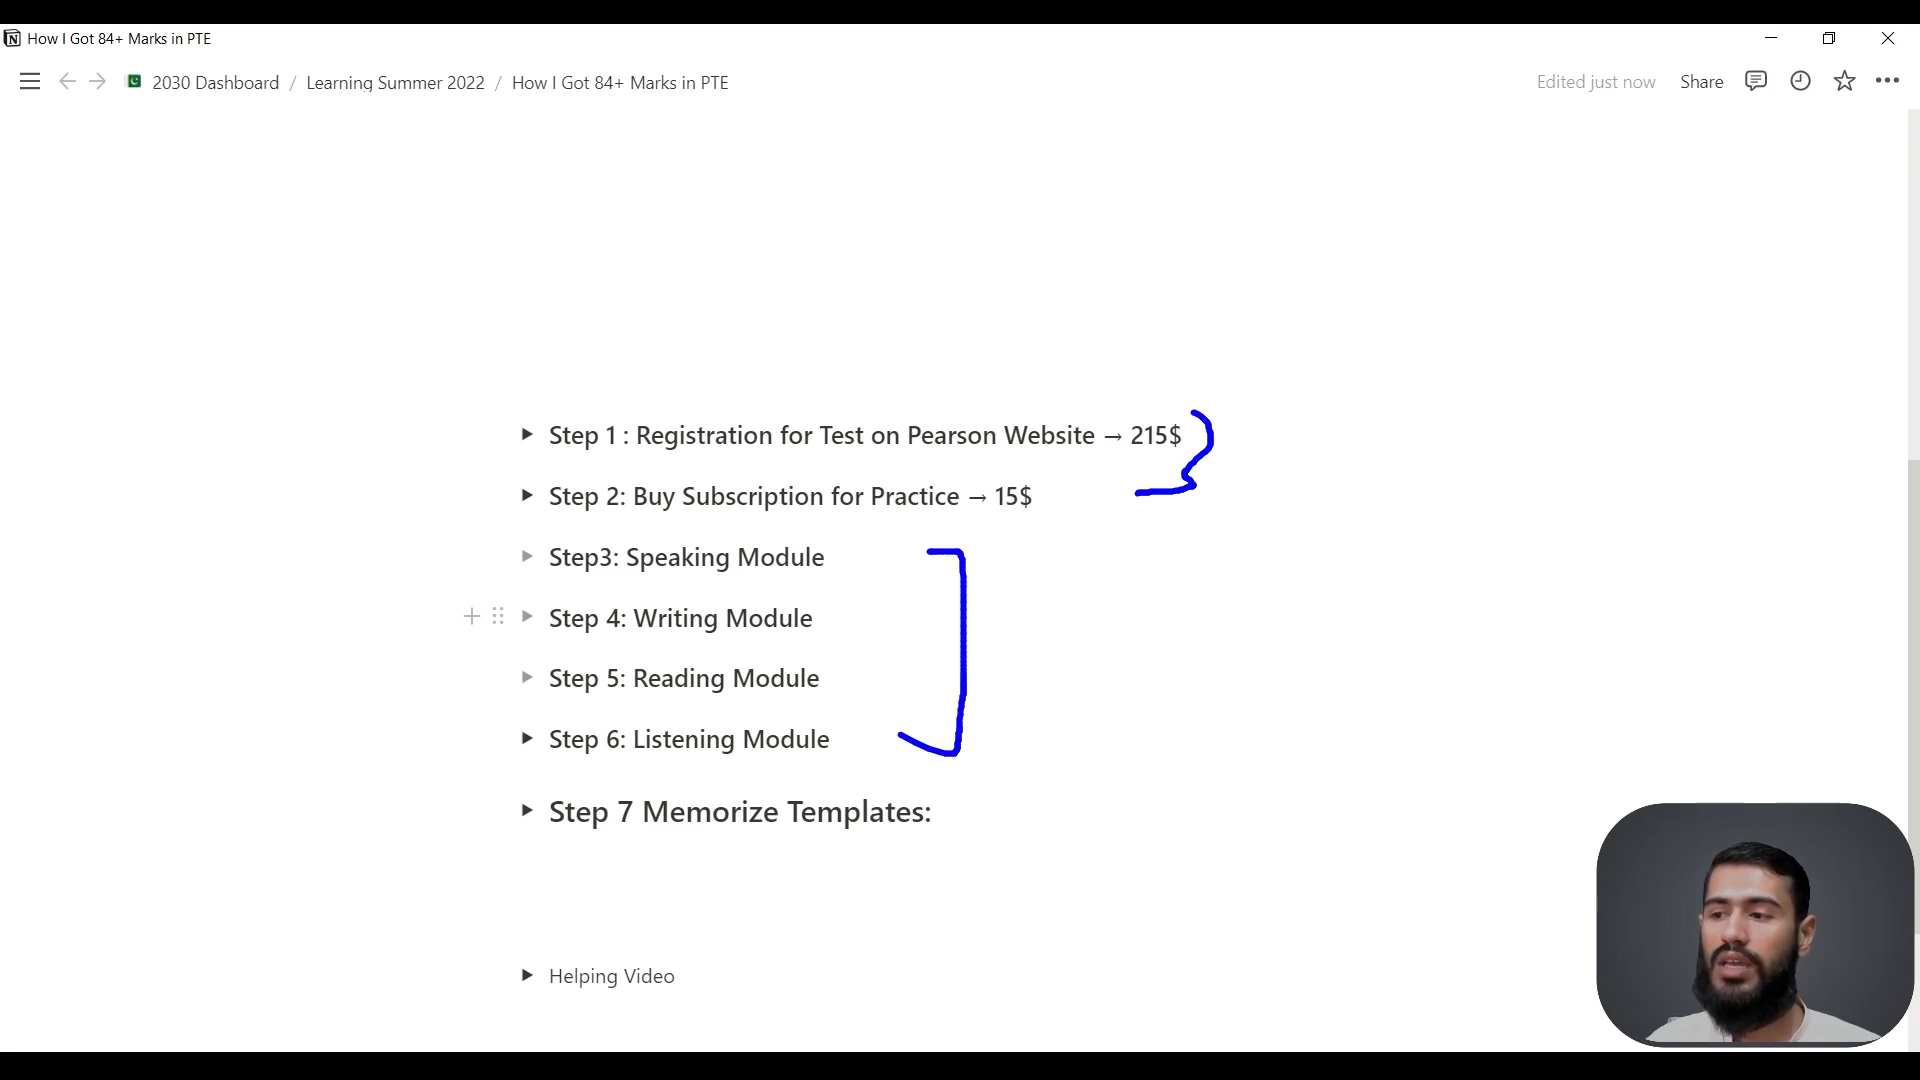 How I Got 84+ Marks in PTE
2030 Dashboard / Learning Summer 2022 / How I Got 84+ Marks in PTE
Edited just now Share
Step 1 : Registration for Test on Pearson Website → 215$
Step 2: Buy Subscription for Practice → 15$
Step3: Speaking Module
Step 4: Writing Module
Step 5: Reading Module
Step 6: Listening Module
Step 7 Memorize Templates:
Helping Video